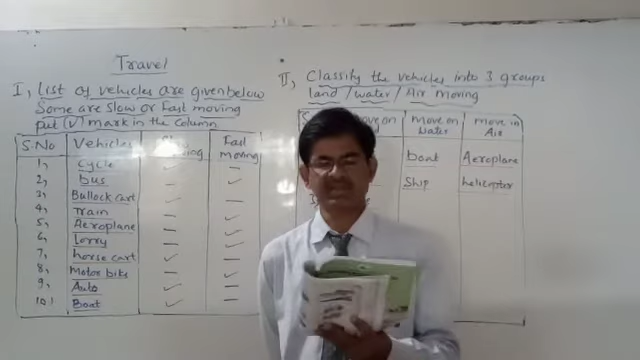 Travel
I, List of vehicles are given below
Some are slow or Fast moving
put (√) mark in the column
S.No Vehicles moving Fast moving
1, cycle ✓ —
2, bus — ✓
3, Bullock cart ✓ —
4, Train — ✓
5, Aeroplane — ✓
6, lorry — ✓
7, horse cart ✓ —
8, Motor bike — ✓
9, Auto ✓ —
10, Boat ✓ —
II, Classify the vehicles into 3 groups
land / water / Air moving
on move on water move in Air
boat Aeroplane
Ship helicopter